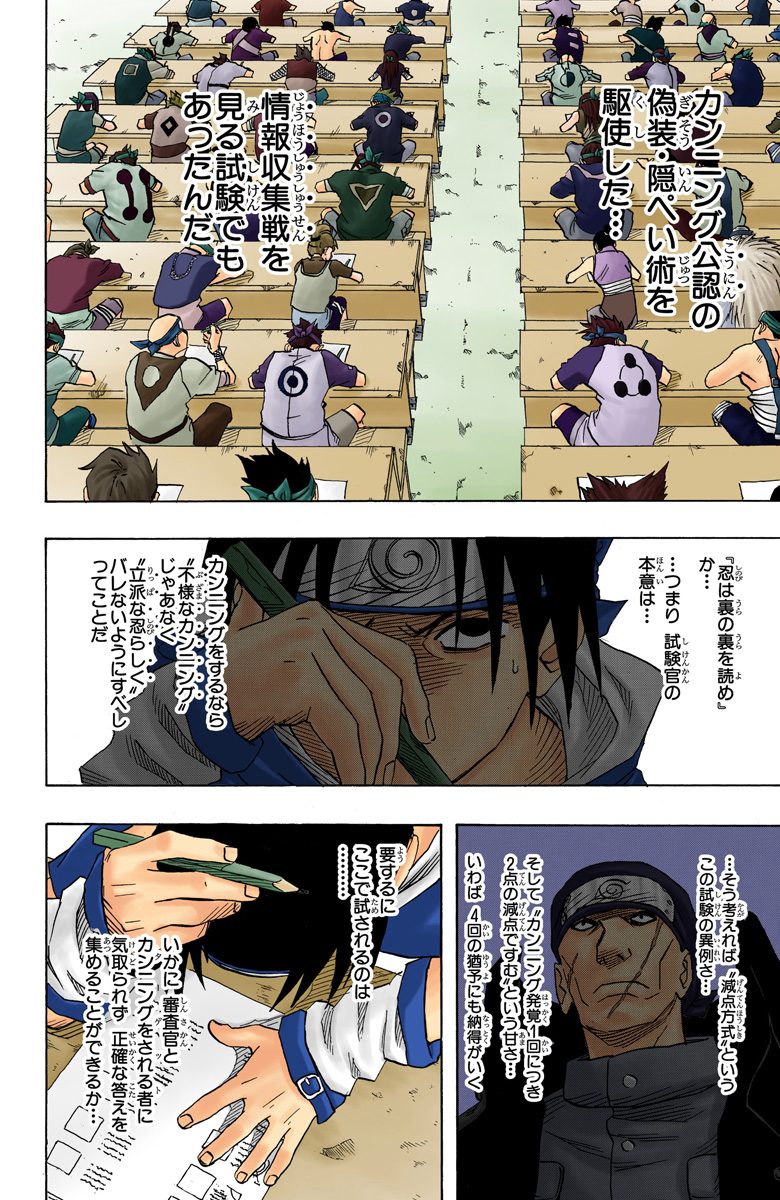 カンニング公認の
偽装・隠ぺい術を
駆使した…
情報収集戦を
見る試験でも
あったんだ
『忍は裏の裏を読め』
か…
…つまり 試験官の
本意は…
カンニングをするなら
“不様なカンニング”
じゃあなく
“立派な忍らしく”
バレないようにすべし
ってことだ
…そう考えれば “減点方式”という
この試験の異例さ…
そして“カンニング発覚1回につき
2点の減点ですむ”という甘さ…
いわば 4回の猶予にも納得がいく
要するに
ここで試されるのは
………
いかに 審査官と
カンニングをされる者に
気取られず 正確な答えを
集めることができるか…